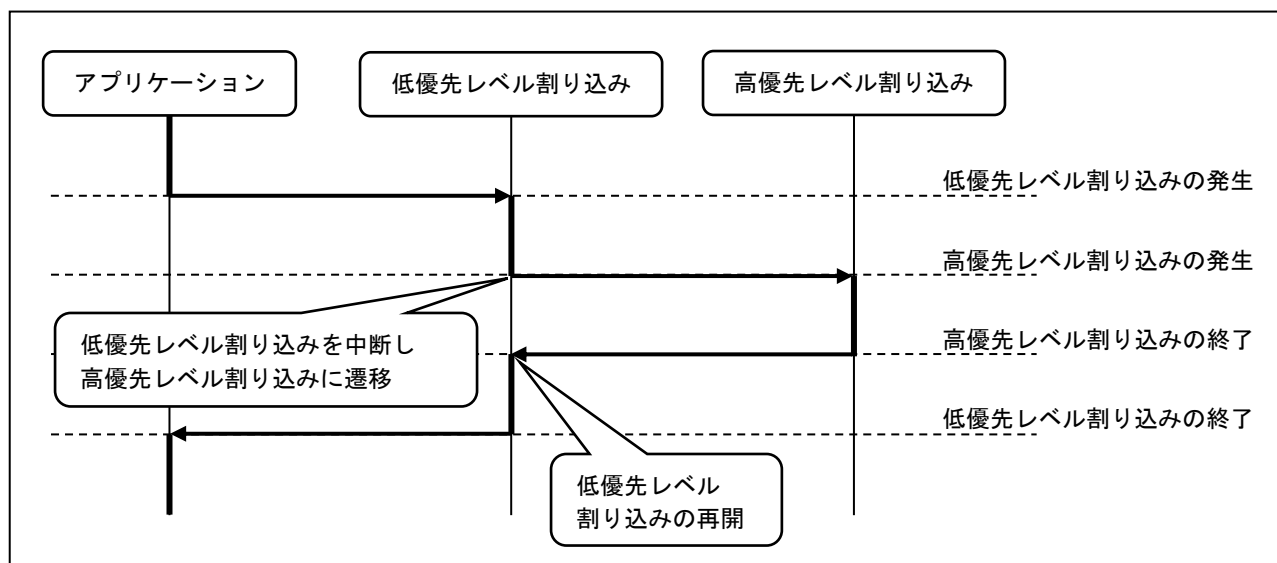 アプリケーション
低優先レベル割り込み
高優先レベル割り込み
低優先レベル割り込みの発生
高優先レベル割り込みの発生
低優先レベル割り込みを中断し
高優先レベル割り込みに遷移
高優先レベル割り込みの終了
低優先レベル割り込みの終了
低優先レベル
割り込みの再開